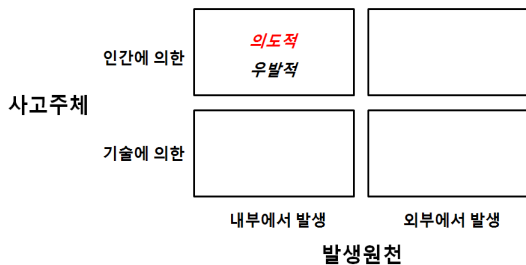 의도적
우발적
인간에 의한
사고주체
기술에 의한
내부에서 발생
외부에서 발생
발생원천